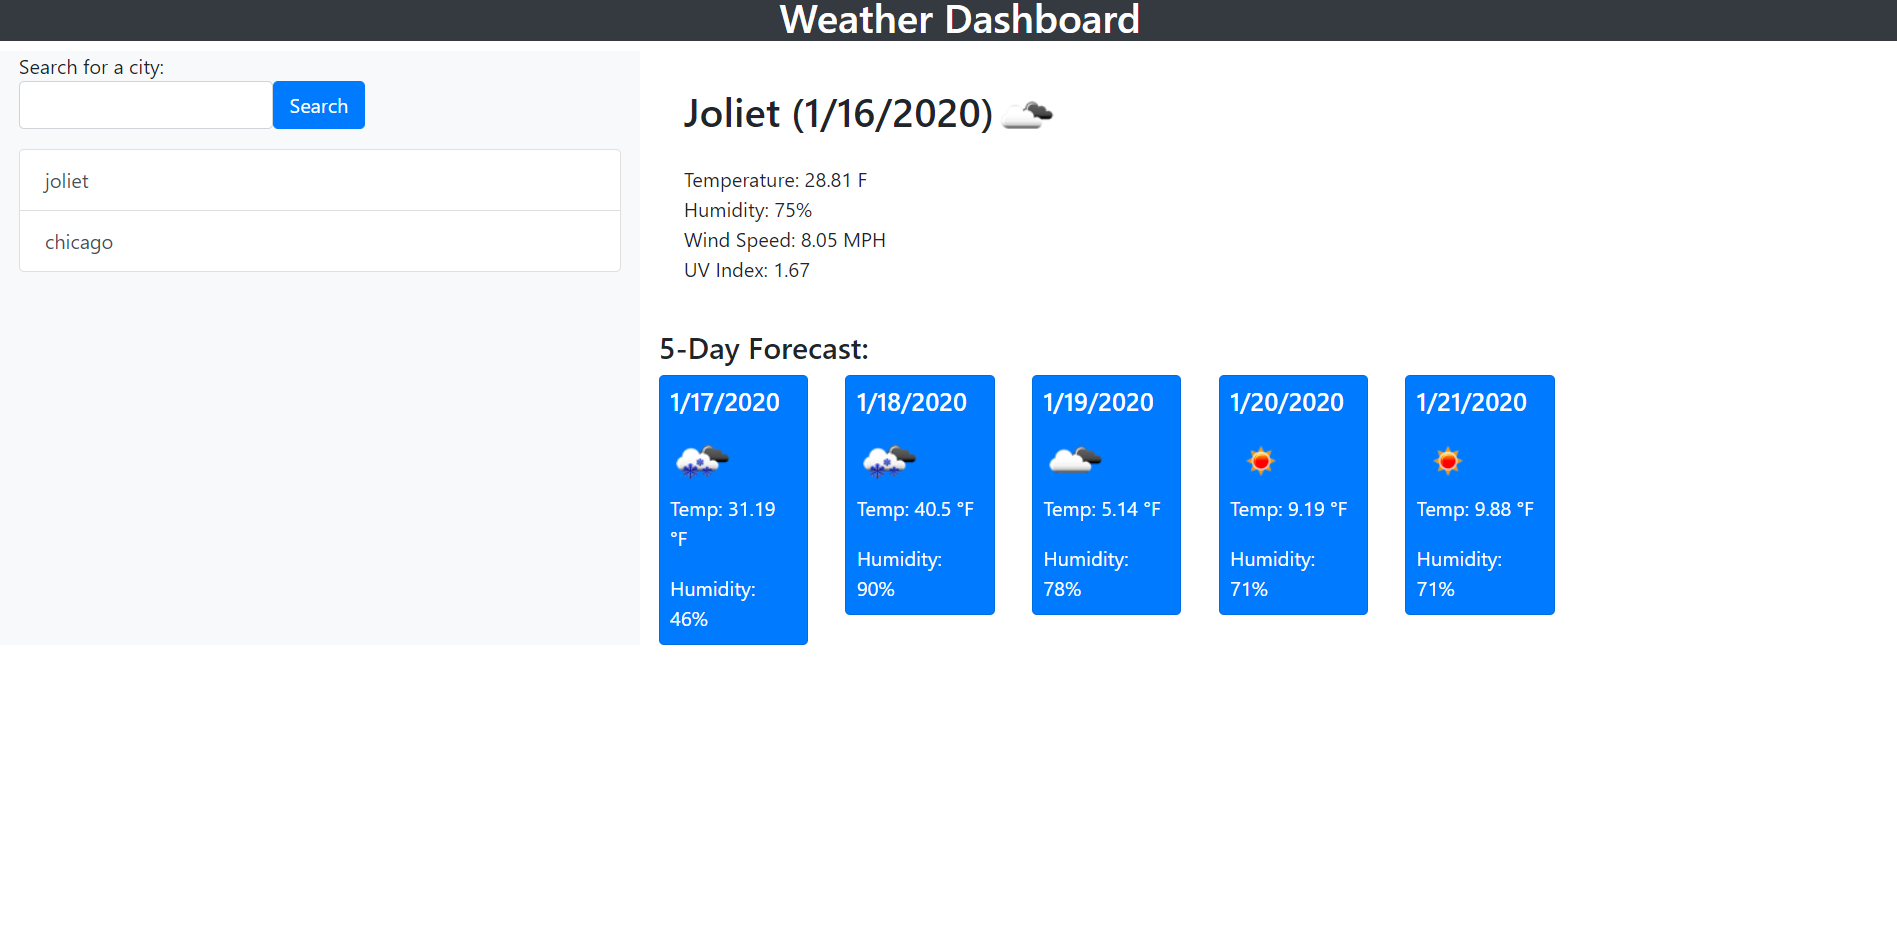 Weather Dashboard
Search for a city:
Search
joliet
chicago
Joliet (1/16/2020)
Temperature: 28.81 F
Humidity: 75%
Wind Speed: 8.05 MPH
UV Index: 1.67
5-Day Forecast:
1/17/2020
Temp: 31.19
°F
Humidity:
46%
1/18/2020
Temp: 40.5 °F
Humidity:
90%
1/19/2020
Temp: 5.14 °F
Humidity:
78%
1/20/2020
Temp: 9.19 °F
Humidity:
71%
1/21/2020
Temp: 9.88 °F
Humidity:
71%